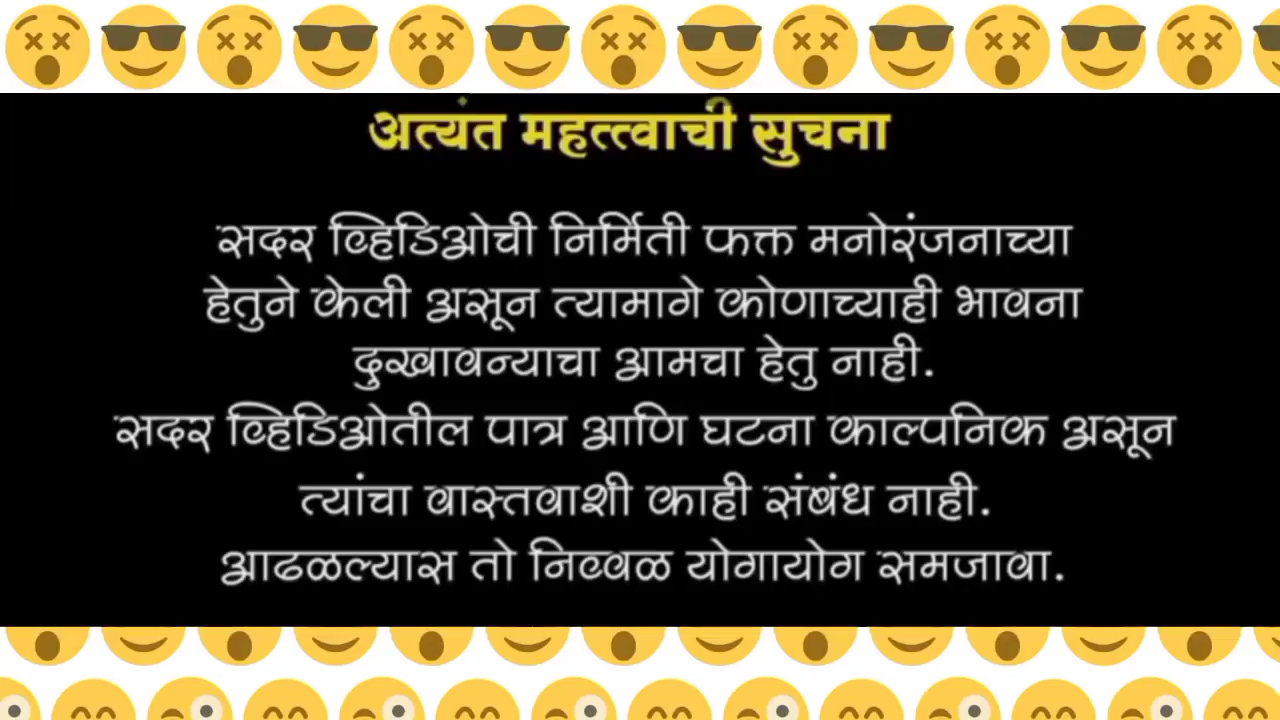 अत्यंत महत्त्वाची सुचना
सदर व्हिडिओची निर्मिती फक्त मनोरंजनाच्या
हेतुने केली असून त्यामागे कोणाच्याही भावना
दुखावन्याचा आमचा हेतु नाही.
सदर व्हिडिओतील पात्र आणि घटना काल्पनिक असून
त्यांचा वास्तवाशी काही संबंध नाही.
आढळल्यास तो निव्वळ योगायोग समजावा.